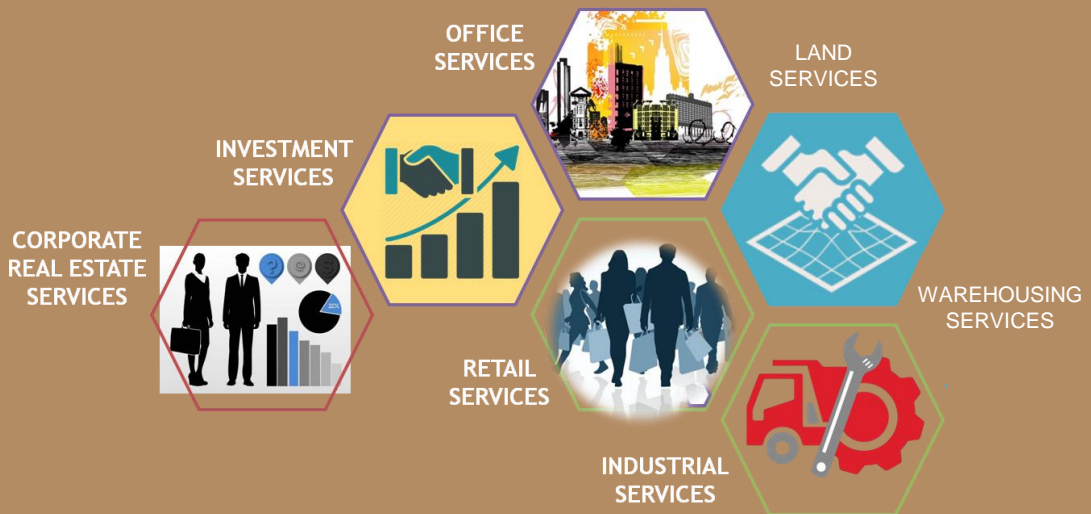 OFFICE
SERVICES
LAND
SERVICES
INVESTMENT
SERVICES
CORPORATE
REAL ESTATE
SERVICES
WAREHOUSING
SERVICES
RETAIL
SERVICES
INDUSTRIAL
SERVICES
? e $